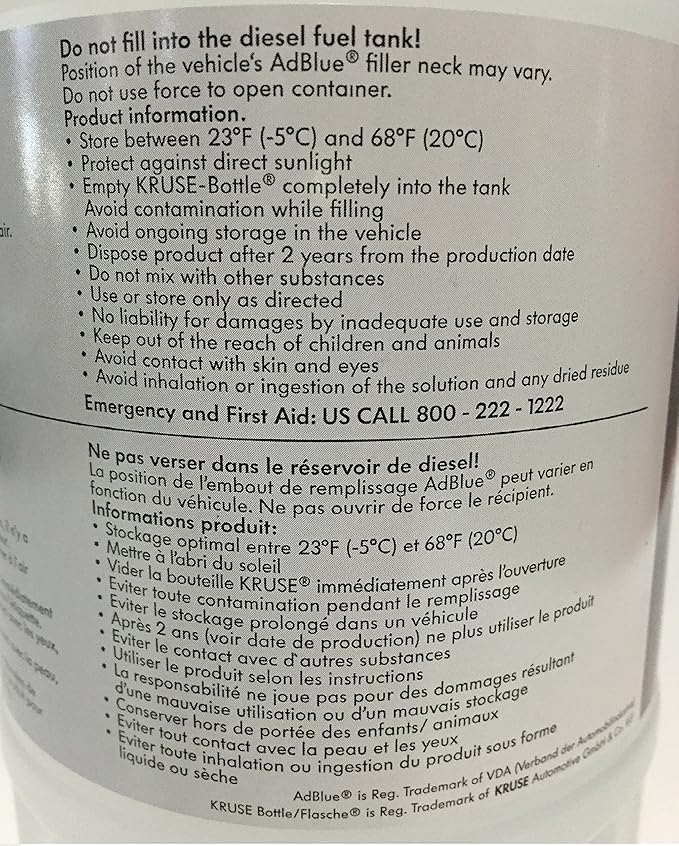 Do not fill into the diesel fuel tank!
Position of the vehicle's AdBlue® filler neck may vary.
Do not use force to open container.
Product information.
• Store between 23°F (-5°C) and 68°F (20°C)
• Protect against direct sunlight
• Empty KRUSE-Bottle® completely into the tank
Avoid contamination while filling
• Avoid ongoing storage in the vehicle
• Dispose product after 2 years from the production date
• Do not mix with other substances
• Use or store only as directed
• No liability for damages by inadequate use and storage
• Keep out of the reach of children and animals
• Avoid contact with skin and eyes
• Avoid inhalation or ingestion of the solution and any dried residue
Emergency and First Aid: US CALL 800 - 222 - 1222
Ne pas verser dans le réservoir de diesel!
La position de l'embout de remplissage AdBlue® peut varier en
fonction du véhicule. Ne pas ouvrir de force le récipient.
Informations produit:
• Stockage optimal entre 23°F (-5°C) et 68°F (20°C)
• Mettre à l'abri du soleil
• Vider la bouteille KRUSE® immédiatement après l'ouverture
• Eviter toute contamination pendant le remplissage
• Eviter le stockage prolongé dans un véhicule
• Après 2 ans (voir date de production) ne plus utiliser le produit
• Eviter le contact avec d'autres substances
• Utiliser le produit selon les instructions
• La responsabilité ne joue pas pour des dommages résultant
d'une mauvaise utilisation ou d'un mauvais stockage
• Conserver hors de portée des enfants/ animaux
• Eviter tout contact avec la peau et les yeux
• Eviter toute inhalation ou ingestion du produit sous forme
liquide ou sèche
AdBlue® is Reg. Trademark of VDA (Verband der
KRUSE Bottle/Flasche® is Reg. Trademark of KRUSE Automotive GmbH & Co. KG
air.